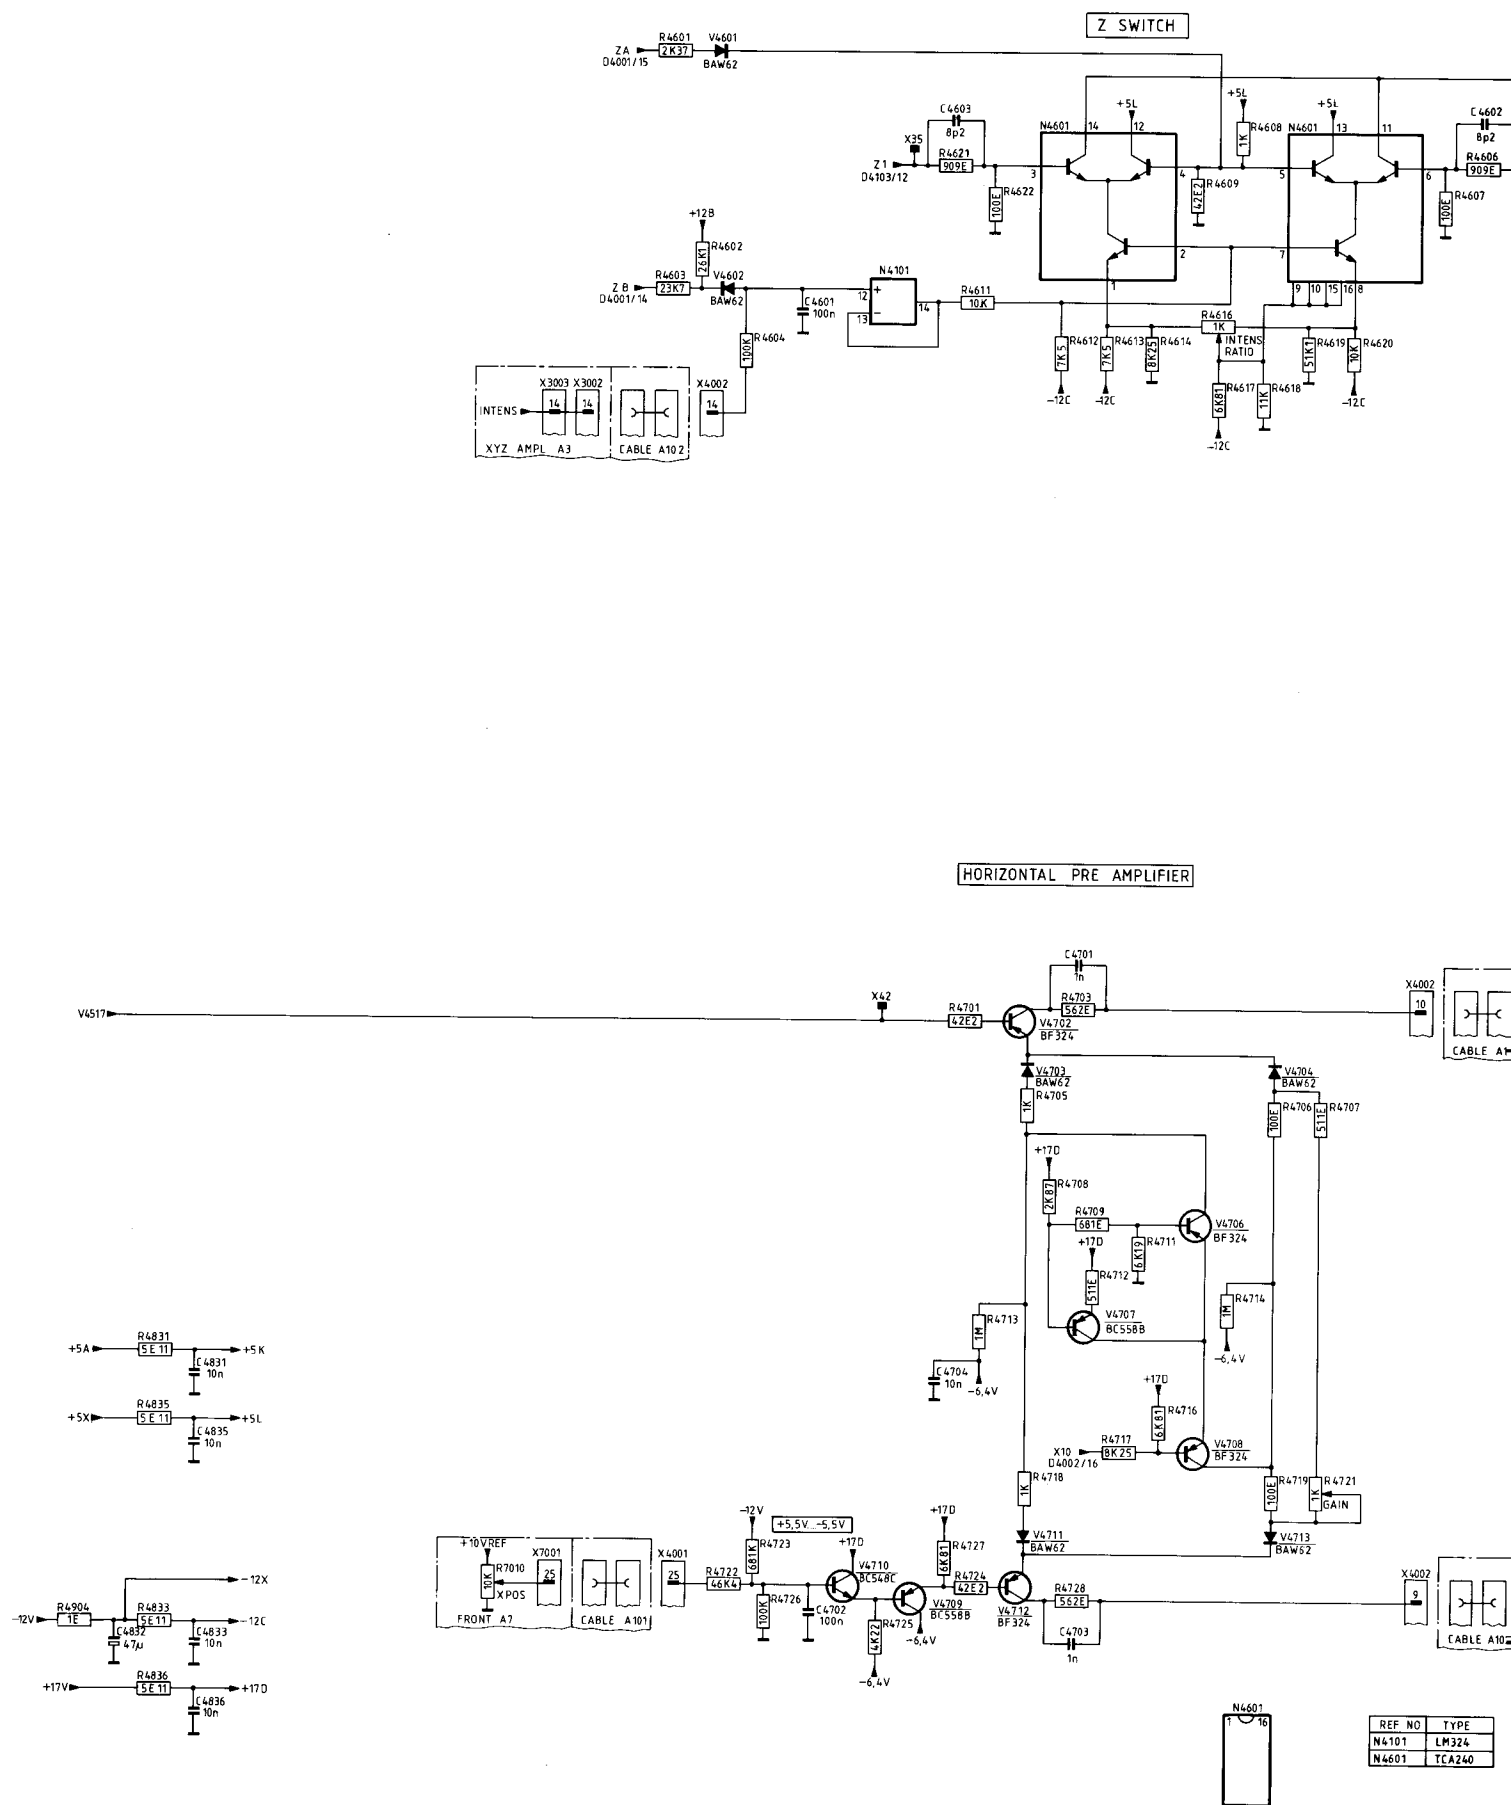 Z SWITCH
ZA
D4001/15
R4601
2K37
V4601
BAW62
X35
Z1
D4103/12
C4603
8p2
R4621
909E
R4622
100E
N4601
14
+5L
12
3
4
2
1
R4609
42E2
+5L
R4608
1K
N4601
+5L
13
11
5
6
7
9
10
15
16
8
C4602
8p2
R4606
909E
R4607
100E
+12B
R4602
26K1
ZB
D4001/14
R4603
23K7
V4602
BAW62
C4601
100n
R4604
100K
N4101
12
+
13
−
14
R4611
10K
R4612
7K5
−12C
R4613
7K5
−12C
R4614
8K25
R4616
1K
INTENS
RATIO
R4617
6K81
−12C
R4618
11K
R4619
51K1
R4620
10K
−12C
X3003
X3002
X4002
INTENS
14
14
14
XYZ AMPL A3
CABLE A102
HORIZONTAL PRE AMPLIFIER
V4517
X42
R4701
42E2
V4702
BF324
C4701
1n
R4703
562E
X4002
10
CABLE A1
V4703
BAW62
R4705
1K
V4704
BAW62
R4706
100E
R4707
511E
+17D
R4708
2K87
R4709
681E
R4711
6K19
V4706
BF324
+17D
R4712
511E
V4707
BC558B
R4713
1M
C4704
10n
−6,4V
R4714
1M
−6,4V
+17D
R4716
6K81
X10
D4002/16
R4717
8K25
V4708
BF324
R4718
1K
R4719
100E
R4721
1K
GAIN
V4711
BAW62
V4713
BAW62
+5A
R4831
5E11
+5K
C4831
10n
+5X
R4835
5E11
+5L
C4835
10n
−12X
−12V
R4904
1E
R4833
5E11
−12C
C4832
47μ
C4833
10n
+17V
R4836
5E11
+17D
C4836
10n
+10VREF
R7010
10K
XPOS
X7001
25
FRONT A7
CABLE A101
X4001
25
R4722
46K4
−12V
R4723
681K
+5,5V...−5,5V
R4726
100K
C4702
100n
+17D
V4710
BC548C
R4725
4K22
−6,4V
V4709
BC558B
−6,4V
+17D
R4727
6K81
R4724
42E2
V4712
BF324
R4728
562E
C4703
1n
X4002
9
CABLE A102
N4601
1
16
REF NO TYPE
N4101 LM324
N4601 TCA240